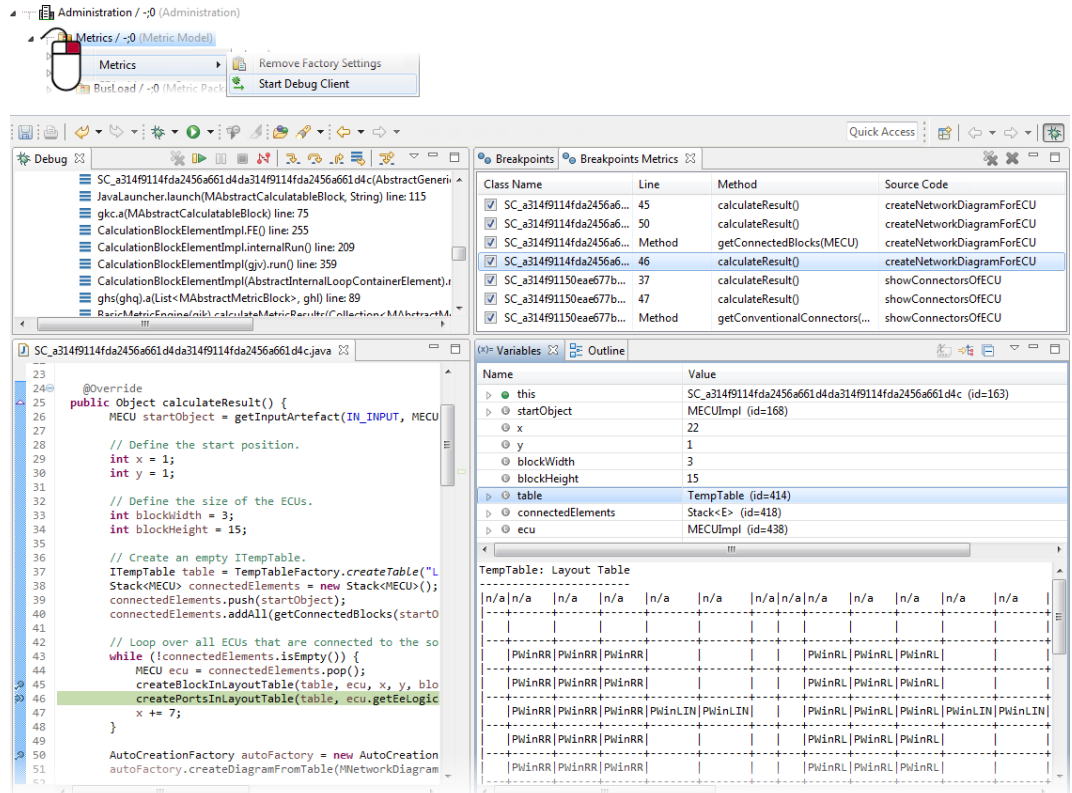 Administration / -;0 (Administration)
Metrics / -;0 (Metric Model)
Metrics
Remove Factory Settings
Start Debug Client
BusLoad / -;0 (Metric Pack
Quick Access
Debug
SC_a314f9114fda2456a661d4da314f9114fda2456a661d4c(AbstractGeneri
JavaLauncher.launch(MAbstractCalculatableBlock, String) line: 115
gkc.a(MAbstractCalculatableBlock) line: 75
CalculationBlockElementImpl.FE() line: 255
CalculationBlockElementImpl.internalRun() line: 209
CalculationBlockElementImpl(gjv).run() line: 359
CalculationBlockElementImpl(AbstractInternalLoopContainerElement).r
ghs(ghq).a(List<MAbstractMetricBlock>, ghl) line: 89
BasicMetricEngine(gik).calculateMetricResults(Collection<MAbstractM
Breakpoints Breakpoints Metrics
Class Name Line Method Source Code
SC_a314f9114fda2456a6... 45 calculateResult() createNetworkDiagramForECU
SC_a314f9114fda2456a6... 50 calculateResult() createNetworkDiagramForECU
SC_a314f9114fda2456a6... Method getConnectedBlocks(MECU) createNetworkDiagramForECU
SC_a314f9114fda2456a6... 46 calculateResult() createNetworkDiagramForECU
SC_a314f91150eae677b... 37 calculateResult() showConnectorsOfECU
SC_a314f91150eae677b... 47 calculateResult() showConnectorsOfECU
SC_a314f91150eae677b... Method getConventionalConnectors(... showConnectorsOfECU
SC_a314f9114fda2456a661d4da314f9114fda2456a661d4c.java
23
24 @Override
25 public Object calculateResult() {
26 MECU startObject = getInputArtefact(IN_INPUT, MECU
27
28 // Define the start position.
29 int x = 1;
30 int y = 1;
31
32 // Define the size of the ECUs.
33 int blockWidth = 3;
34 int blockHeight = 15;
35
36 // Create an empty ITempTable.
37 ITempTable table = TempTableFactory.createTable("L
38 Stack<MECU> connectedElements = new Stack<MECU>();
39 connectedElements.push(startObject);
40 connectedElements.addAll(getConnectedBlocks(startO
41
42 // Loop over all ECUs that are connected to the so
43 while (!connectedElements.isEmpty()) {
44 MECU ecu = connectedElements.pop();
45 createBlockInLayoutTable(table, ecu, x, y, blo
46 createPortsInLayoutTable(table, ecu.getEeLogic
47 x += 7;
48 }
49
50 AutoCreationFactory autoFactory = new AutoCreation
51 autoFactory.createDiagramFromTable(MNetworkDiagram
(x)= Variables Outline
Name Value
this SC_a314f9114fda2456a661d4da314f9114fda2456a661d4c (id=163)
startObject MECUImpl (id=168)
x 22
y 1
blockWidth 3
blockHeight 15
table TempTable (id=414)
connectedElements Stack<E> (id=418)
ecu MECUImpl (id=438)
TempTable: Layout Table
-----------------------
|n/a|n/a |n/a |n/a |n/a |n/a |n/a|n/a|n/a |n/a |n/a |n/a |n/a |
| |PWinRR|PWinRR|PWinRR| | | | |PWinRL|PWinRL|PWinRL| | |
| |PWinRR|PWinRR|PWinRR| | | | |PWinRL|PWinRL|PWinRL| | |
| |PWinRR|PWinRR|PWinRR|PWinLIN|PWinLIN| | |PWinRL|PWinRL|PWinRL|PWinLIN|PWinLIN|
| |PWinRR|PWinRR|PWinRR| | | | |PWinRL|PWinRL|PWinRL| | |
| |PWinRR|PWinRR|PWinRR| | | | |PWinRL|PWinRL|PWinRL| | |